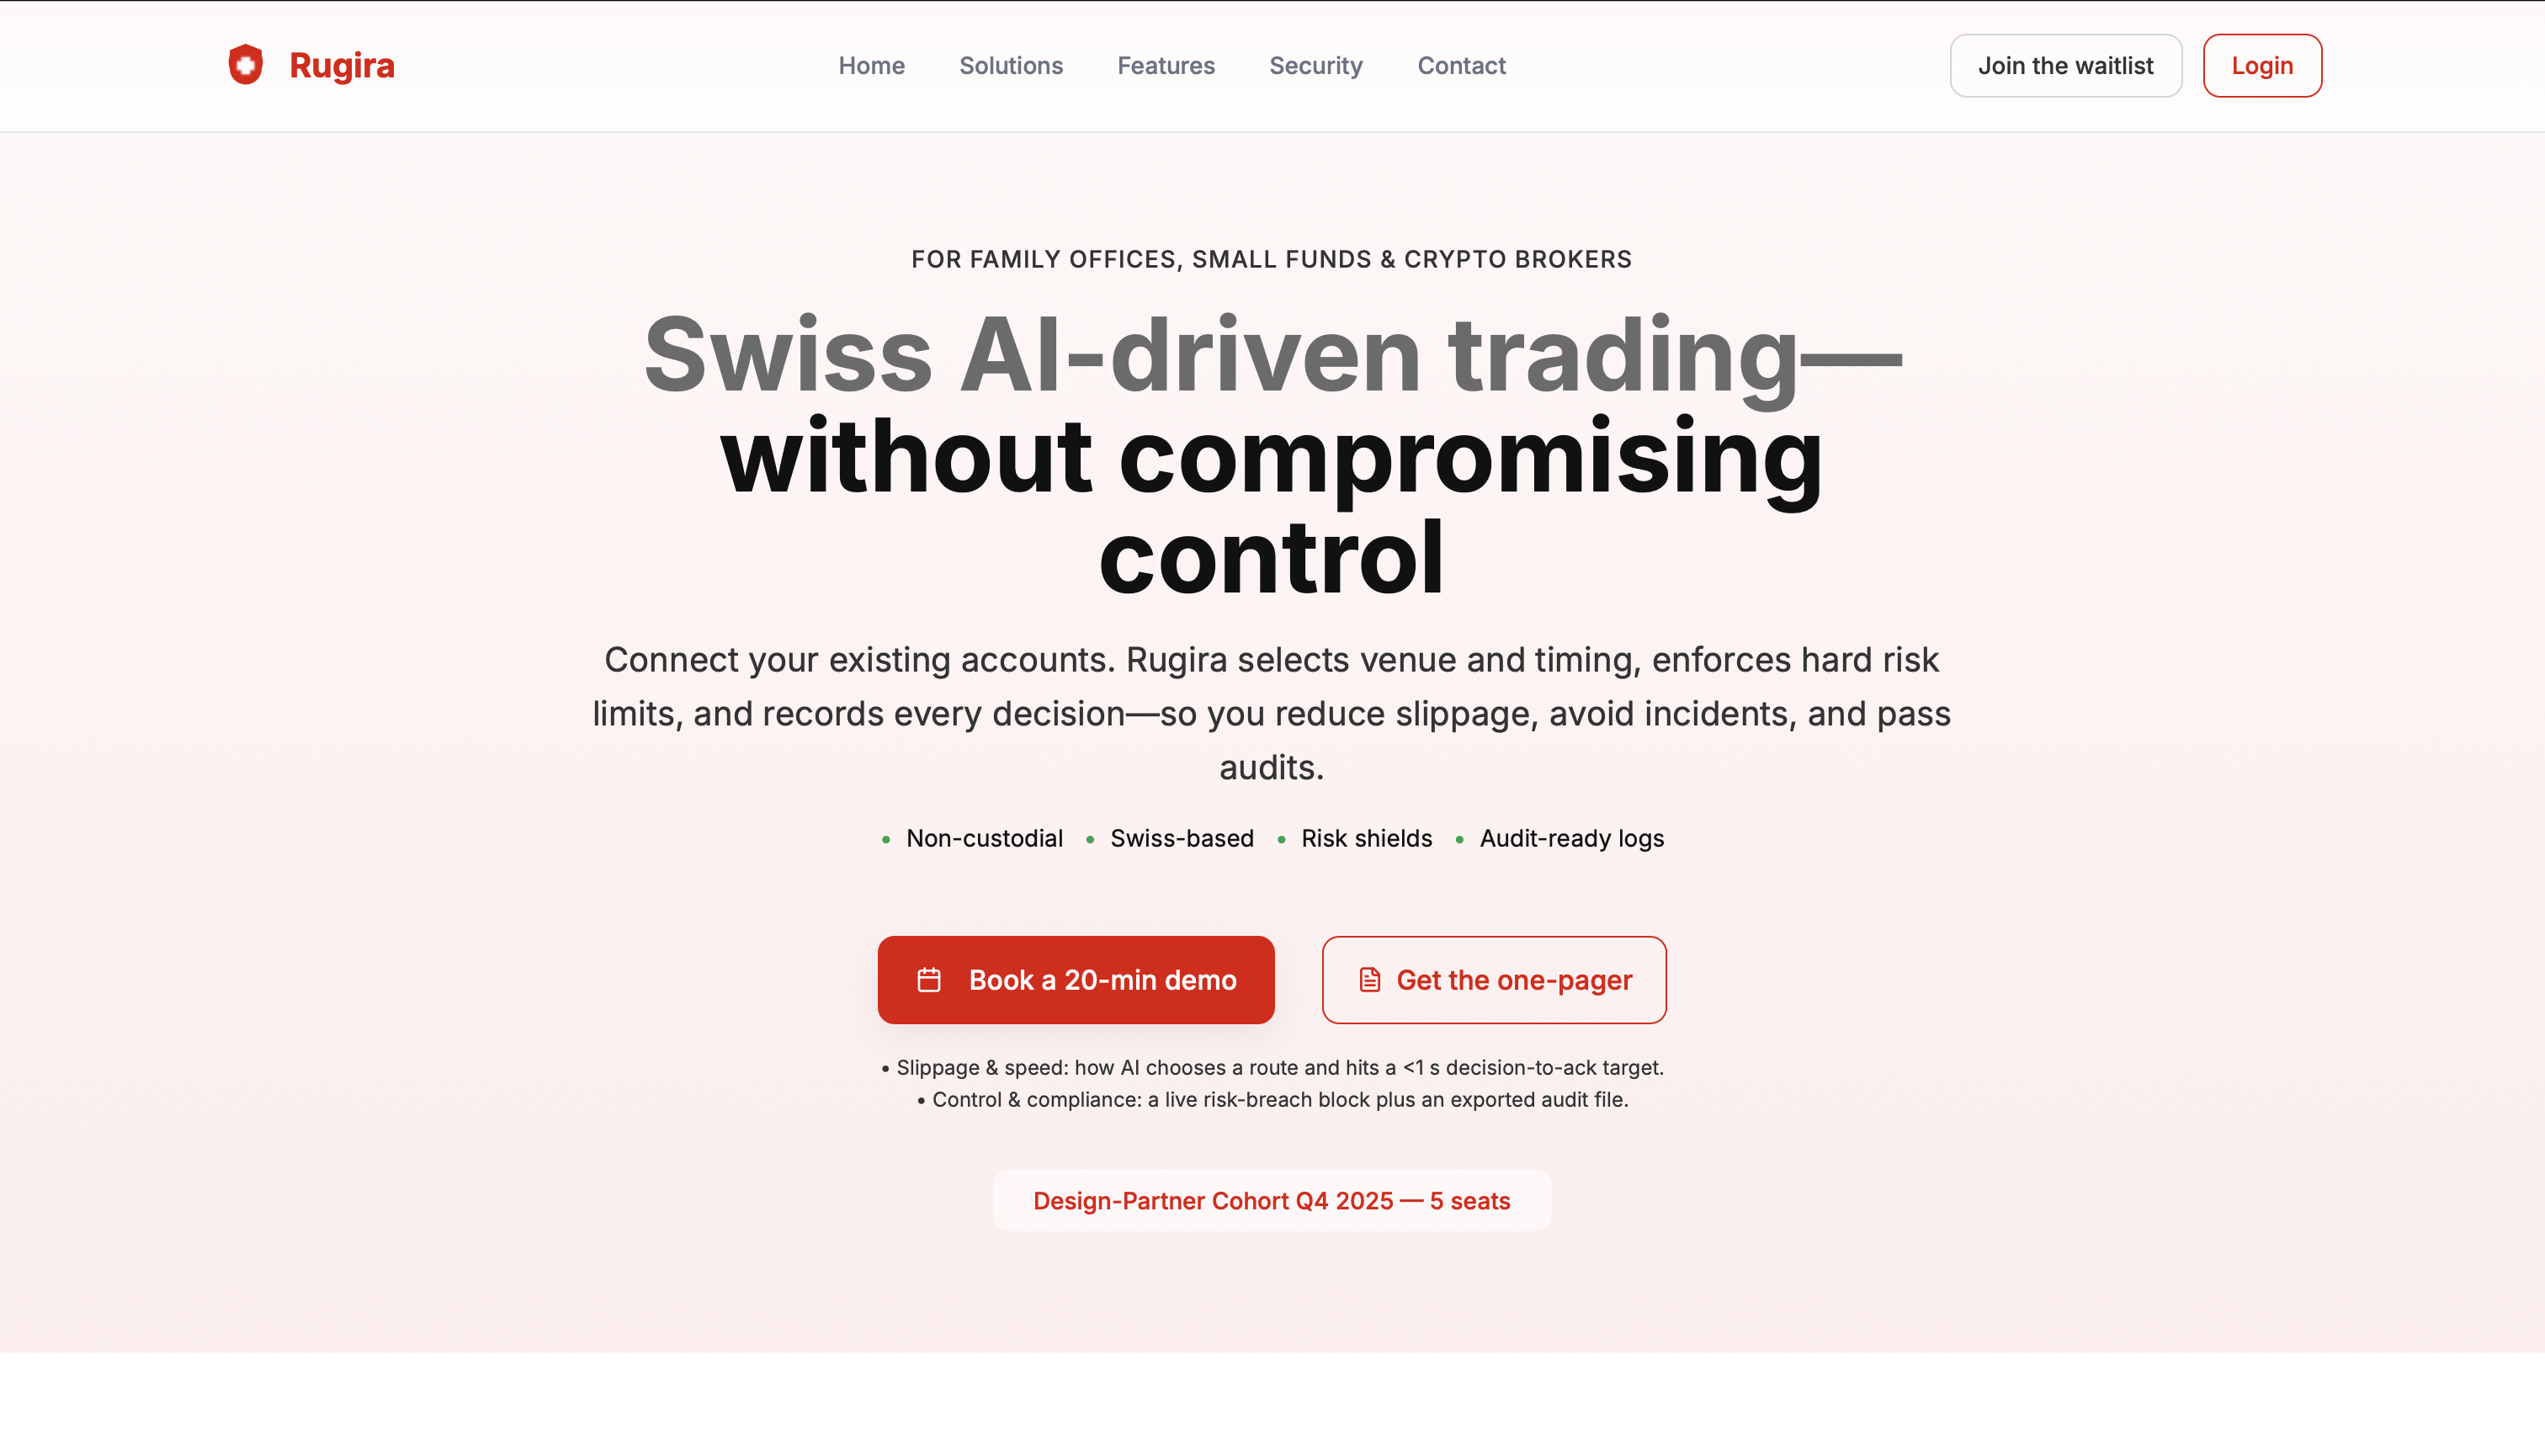 Rugira
Home Solutions Features Security Contact
Join the waitlist Login
FOR FAMILY OFFICES, SMALL FUNDS & CRYPTO BROKERS
Swiss AI-driven trading—
without compromising
control
Connect your existing accounts. Rugira selects venue and timing, enforces hard risk
limits, and records every decision—so you reduce slippage, avoid incidents, and pass
audits.
• Non-custodial • Swiss-based • Risk shields • Audit-ready logs
Book a 20-min demo Get the one-pager
• Slippage & speed: how AI chooses a route and hits a <1 s decision-to-ack target.
• Control & compliance: a live risk-breach block plus an exported audit file.
Design-Partner Cohort Q4 2025 — 5 seats